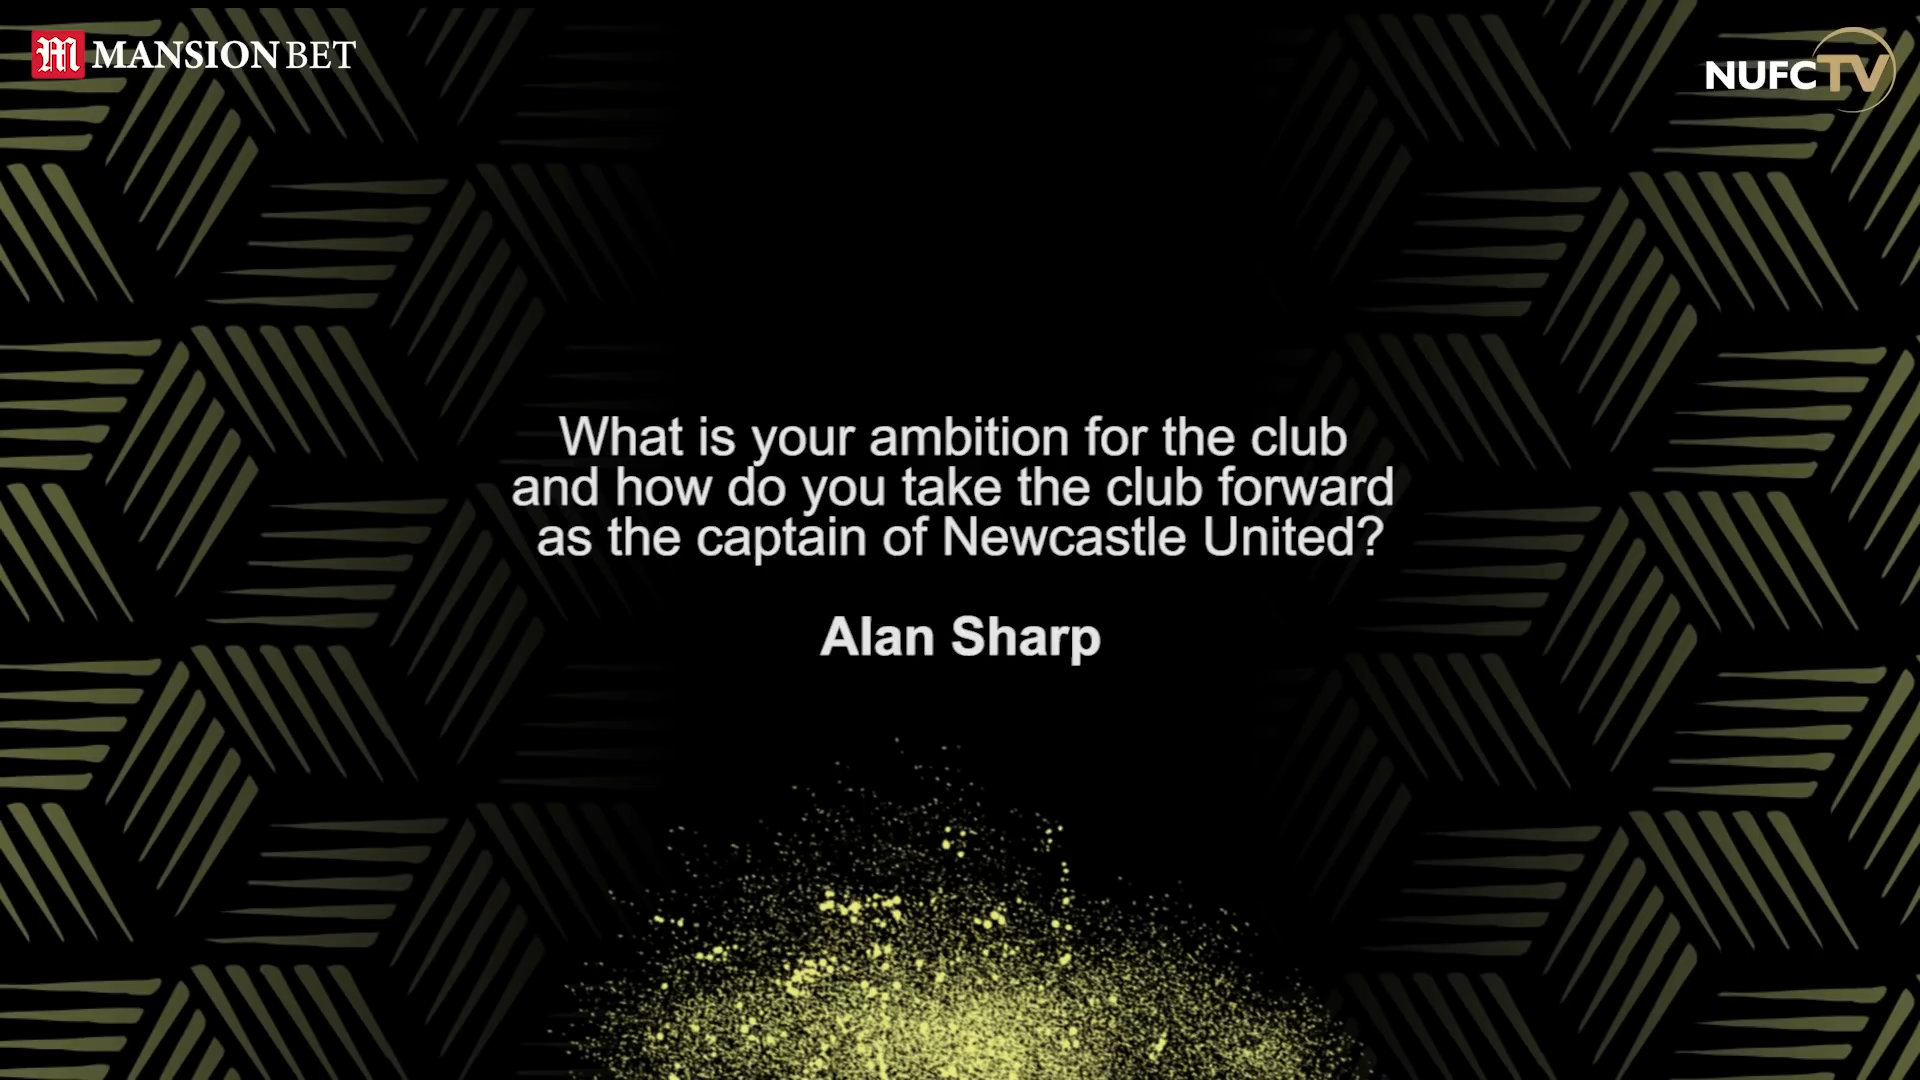 MANSIONBET
NUFCTV
What is your ambition for the club
and how do you take the club forward
as the captain of Newcastle United?
Alan Sharp